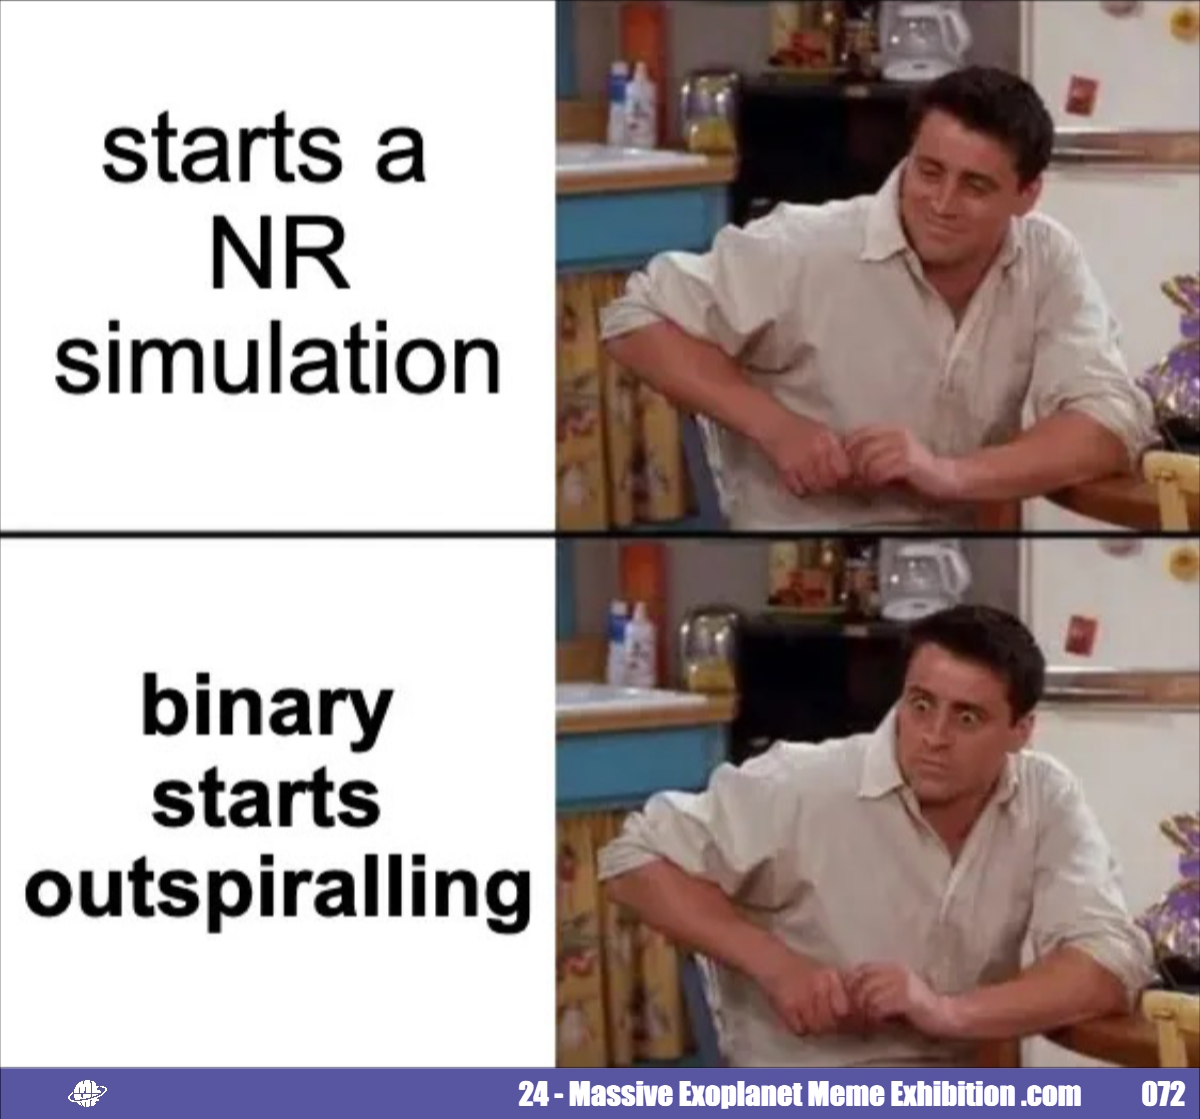 starts a
NR
simulation
binary
starts
outspiralling
24 - Massive Exoplanet Meme Exhibition .com 072